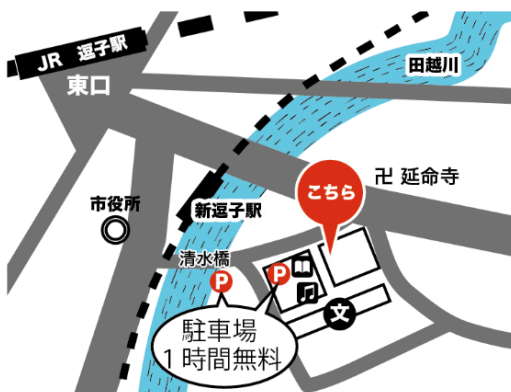 JR 逗子駅
東口
田越川
こちら
卍 延命寺
市役所
新逗子駅
清水橋
P
P
文
駐車場
1時間無料